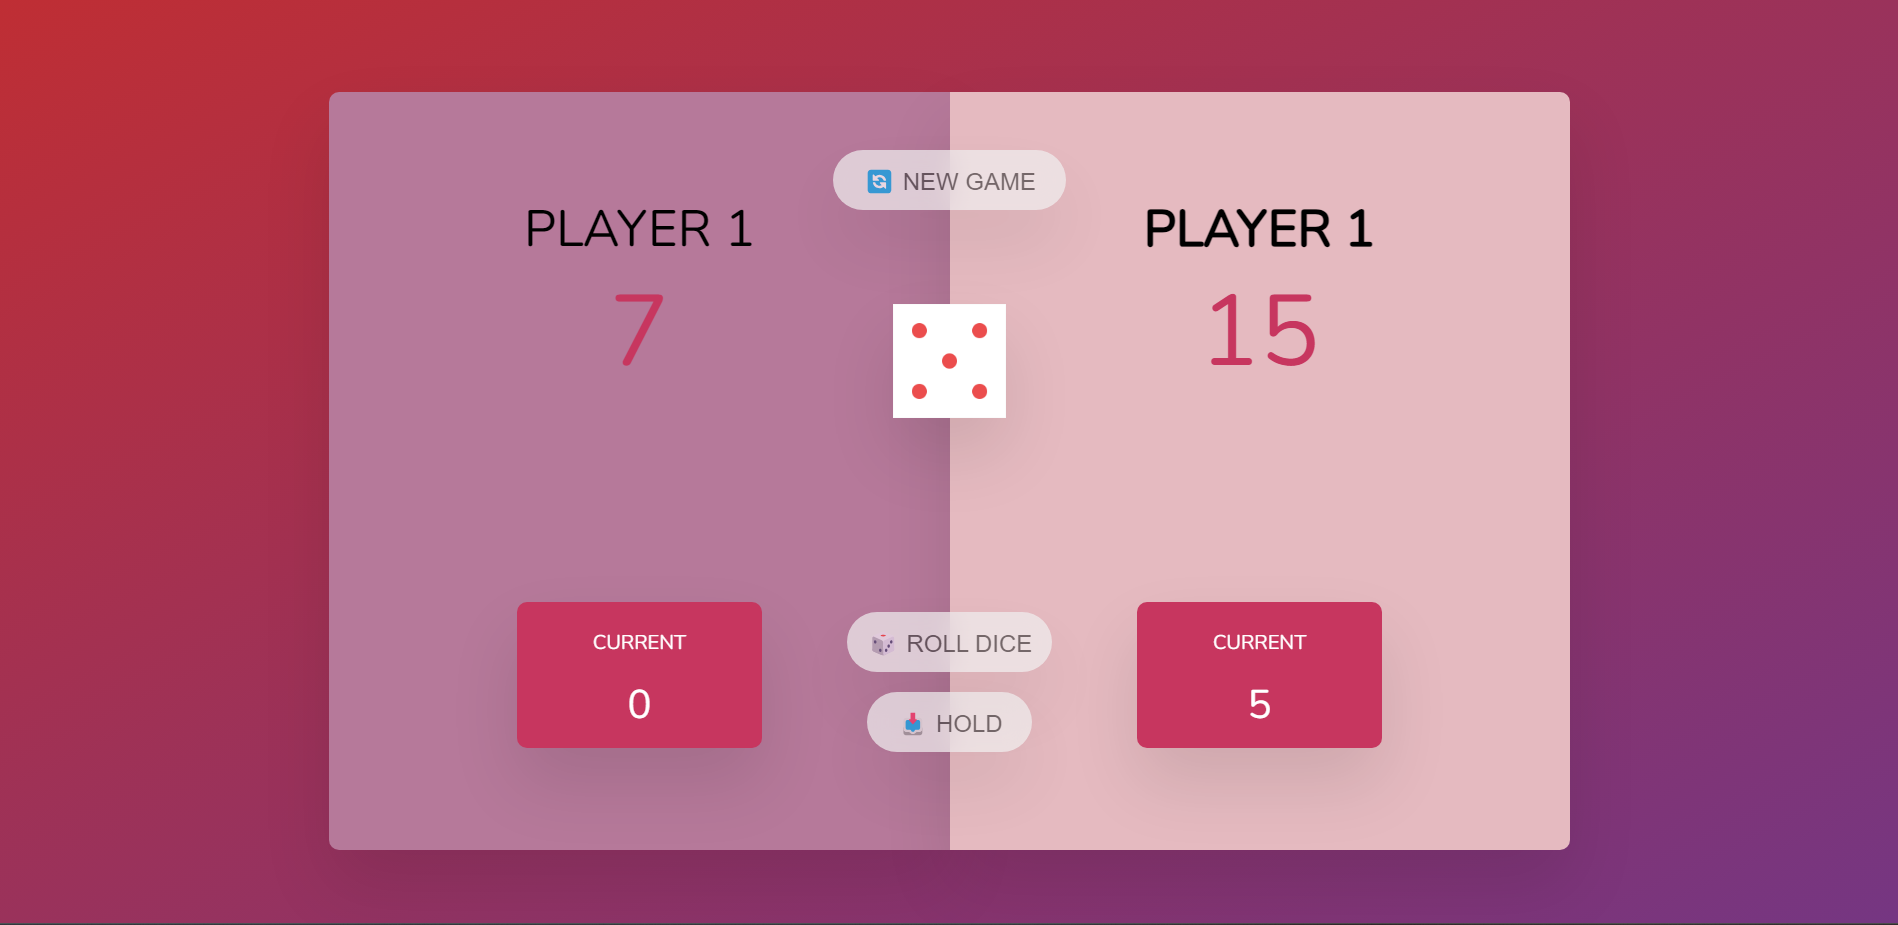 NEW GAME
PLAYER 1
7
PLAYER 1
15
CURRENT
0
ROLL DICE
HOLD
CURRENT
5